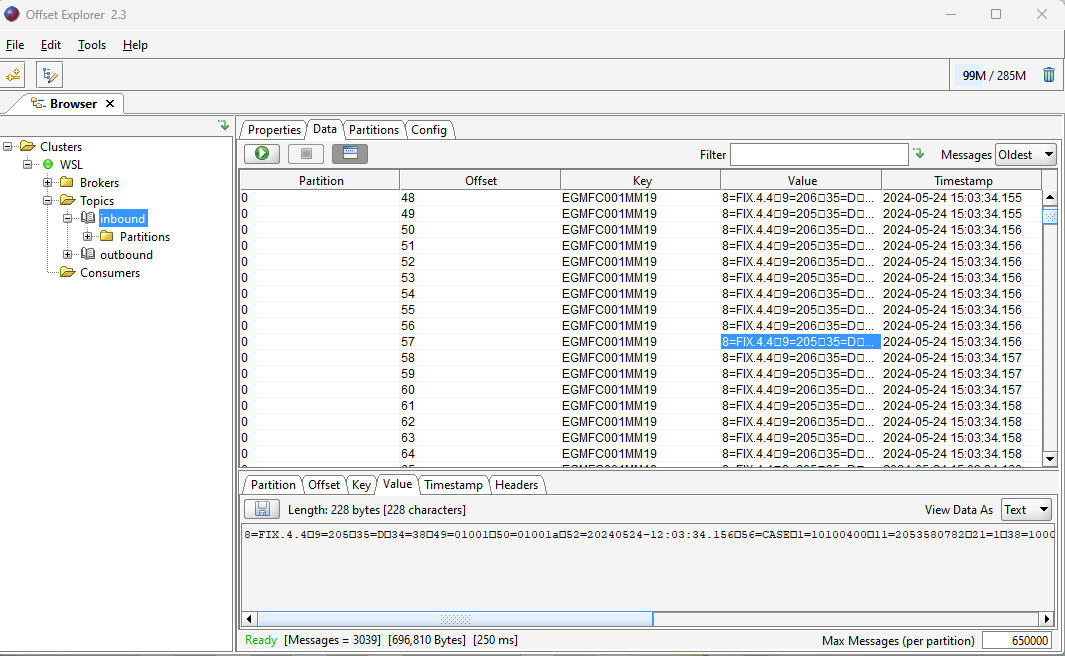 Offset Explorer 2.3
File Edit Tools Help
99M / 285M
Browser
Clusters
WSL
Brokers
Topics
inbound
Partitions
outbound
Consumers
Properties Data Partitions Config
Filter Messages Oldest
Partition Offset Key Value Timestamp
0 48 EGMFC001MM19 8=FIX.4.4□9=206□35=D□... 2024-05-24 15:03:34.155
0 49 EGMFC001MM19 8=FIX.4.4□9=205□35=D□... 2024-05-24 15:03:34.155
0 50 EGMFC001MM19 8=FIX.4.4□9=206□35=D□... 2024-05-24 15:03:34.156
0 51 EGMFC001MM19 8=FIX.4.4□9=205□35=D□... 2024-05-24 15:03:34.156
0 52 EGMFC001MM19 8=FIX.4.4□9=206□35=D□... 2024-05-24 15:03:34.156
0 53 EGMFC001MM19 8=FIX.4.4□9=205□35=D□... 2024-05-24 15:03:34.156
0 54 EGMFC001MM19 8=FIX.4.4□9=206□35=D□... 2024-05-24 15:03:34.156
0 55 EGMFC001MM19 8=FIX.4.4□9=205□35=D□... 2024-05-24 15:03:34.156
0 56 EGMFC001MM19 8=FIX.4.4□9=206□35=D□... 2024-05-24 15:03:34.156
0 57 EGMFC001MM19 8=FIX.4.4□9=205□35=D□... 2024-05-24 15:03:34.156
0 58 EGMFC001MM19 8=FIX.4.4□9=206□35=D□... 2024-05-24 15:03:34.157
0 59 EGMFC001MM19 8=FIX.4.4□9=205□35=D□... 2024-05-24 15:03:34.157
0 60 EGMFC001MM19 8=FIX.4.4□9=206□35=D□... 2024-05-24 15:03:34.157
0 61 EGMFC001MM19 8=FIX.4.4□9=205□35=D□... 2024-05-24 15:03:34.158
0 62 EGMFC001MM19 8=FIX.4.4□9=206□35=D□... 2024-05-24 15:03:34.158
0 63 EGMFC001MM19 8=FIX.4.4□9=205□35=D□... 2024-05-24 15:03:34.158
0 64 EGMFC001MM19 8=FIX.4.4□9=206□35=D□... 2024-05-24 15:03:34.158
Partition Offset Key Value Timestamp Headers
Length: 228 bytes [228 characters] View Data As Text
8=FIX.4.4□9=205□35=D□34=38□49=01001□50=01001a□52=20240524-12:03:34.156□56=CASE□1=10100400□11=2053580782□21=1□38=1000
Ready [Messages = 3039] [696,810 Bytes] [250 ms] Max Messages (per partition) 650000